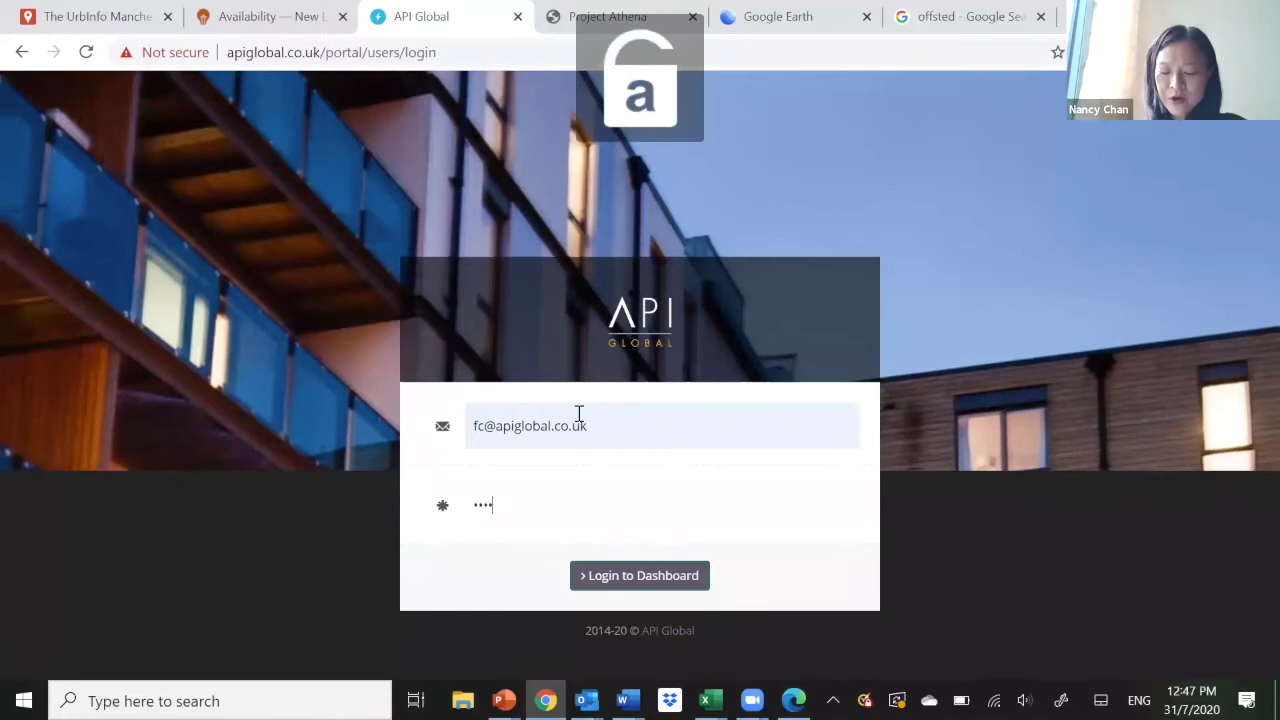 The UrbInfo Manche
Availability — New L
API Global
Project Athena
Google Earth
offsted - Google Sea
Not secure
apiglobal.co.uk/portal/users/login
a
Nancy Chan
API
GLOBAL
fc@apiglobal.co.uk
••••
› Login to Dashboard
2014-20 © API Global
Type here to search
ENG
12:47 PM
31/7/2020